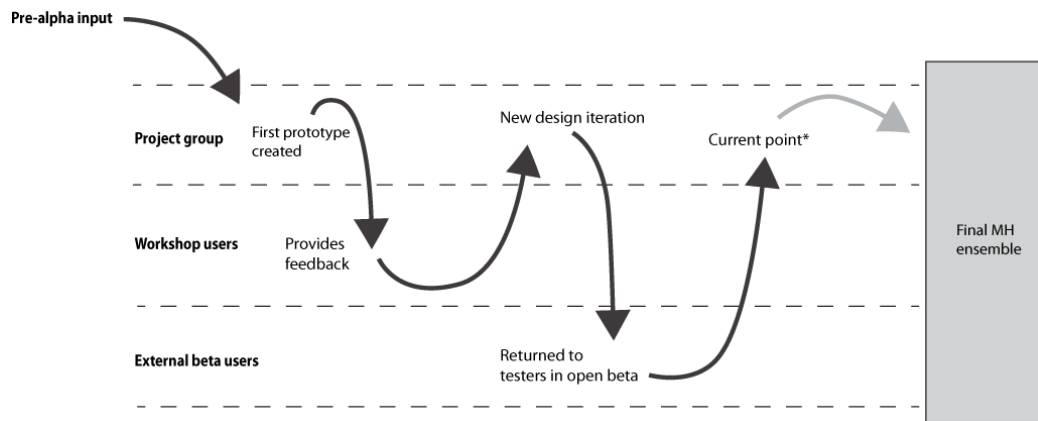 Pre-alpha input
Project group
First prototype
created
New design iteration
Current point*
Workshop users
Provides
feedback
Final MH
ensemble
External beta users
Returned to
testers in open beta